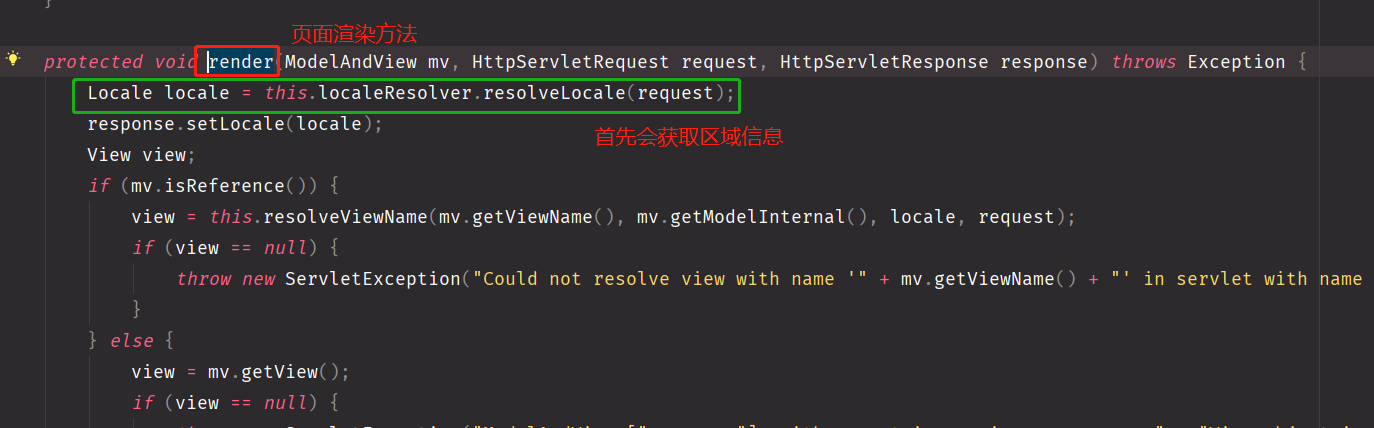 }
页面渲染方法
protected void render(ModelAndView mv, HttpServletRequest request, HttpServletResponse response) throws Exception {
Locale locale = this.localeResolver.resolveLocale(request);
首先会获取区域信息
response.setLocale(locale);
View view;
if (mv.isReference()) {
view = this.resolveViewName(mv.getViewName(), mv.getModelInternal(), locale, request);
if (view == null) {
throw new ServletException("Could not resolve view with name '" + mv.getViewName() + "' in servlet with name
}
} else {
view = mv.getView();
if (view == null) {